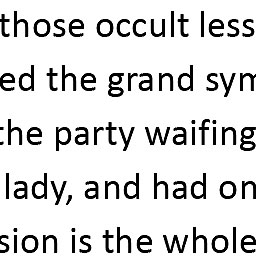 those occult less
ed the grand sym
the party waifing
lady, and had on
sion is the whole